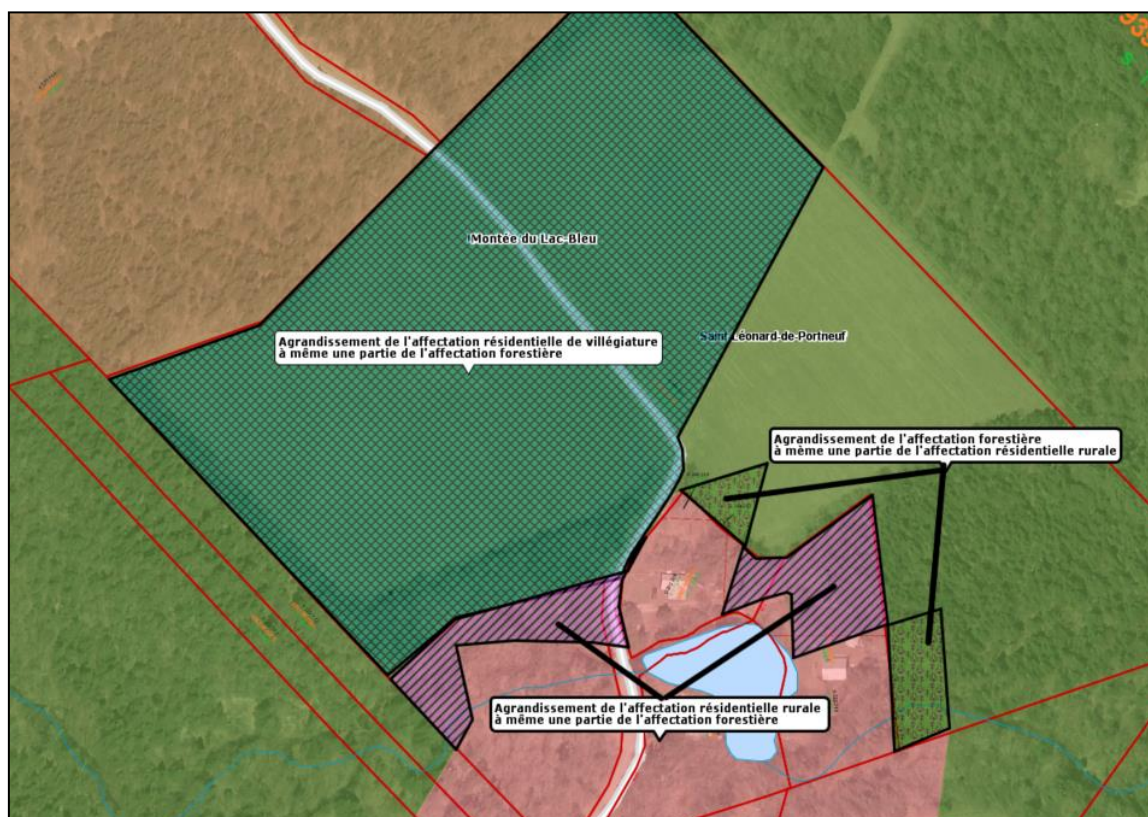 Montée du Lac-Bleu
Saint-Léonard-de-Portneuf
Agrandissement de l'affectation résidentielle de villégiature
à même une partie de l'affectation forestière
Agrandissement de l'affectation forestière
à même une partie de l'affectation résidentielle rurale
Agrandissement de l'affectation résidentielle rurale
à même une partie de l'affectation forestière